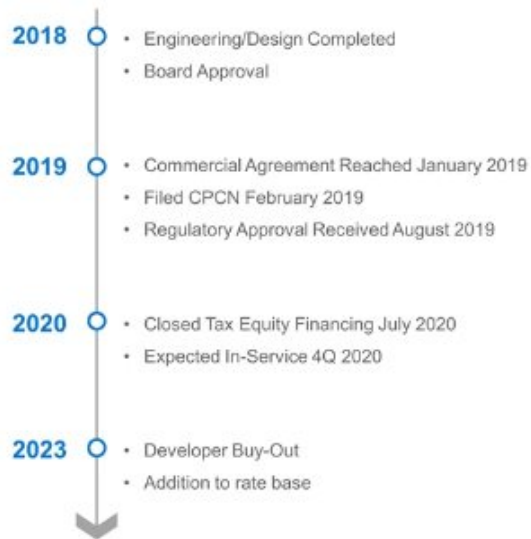 2018
• Engineering/Design Completed
• Board Approval
2019
• Commercial Agreement Reached January 2019
• Filed CPCN February 2019
• Regulatory Approval Received August 2019
2020
• Closed Tax Equity Financing July 2020
• Expected In-Service 4Q 2020
2023
• Developer Buy-Out
• Addition to rate base